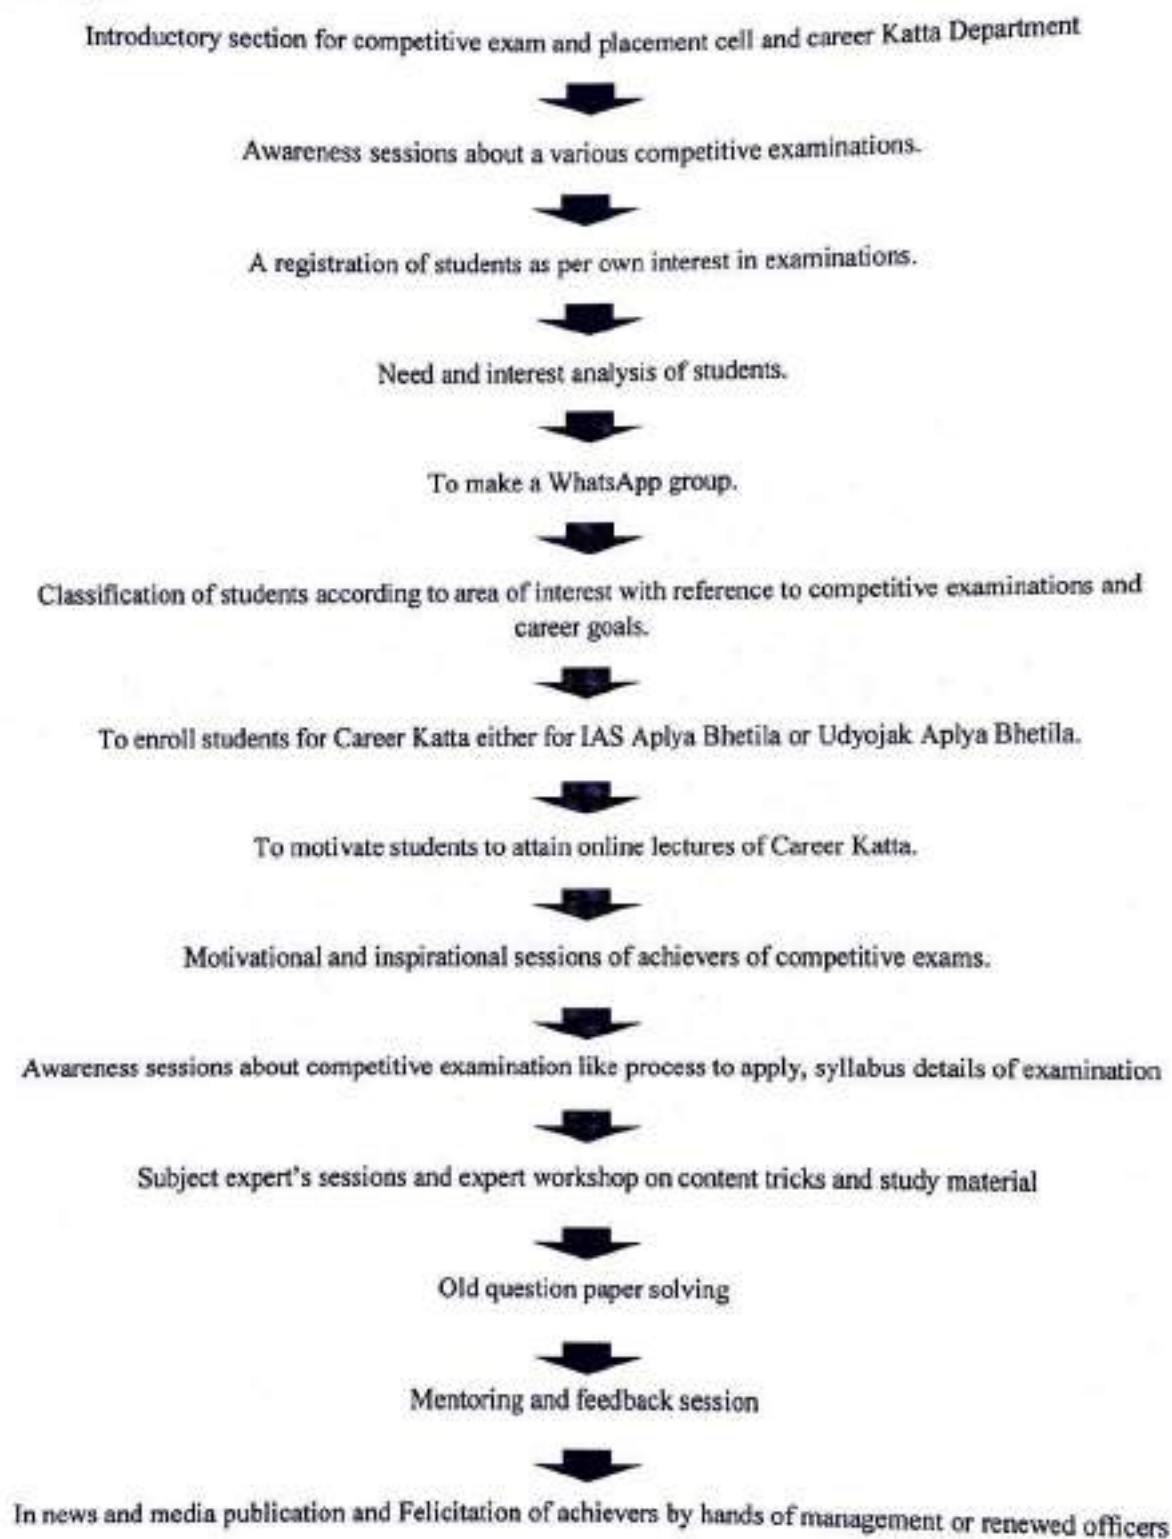 Introductory section for competitive exam and placement cell and career Katta Department
Awareness sessions about a various competitive examinations.
A registration of students as per own interest in examinations.
Need and interest analysis of students.
To make a WhatsApp group.
Classification of students according to area of interest with reference to competitive examinations and
career goals.
To enroll students for Career Katta either for IAS Aplya Bhetila or Udyojak Aplya Bhetila.
To motivate students to attain online lectures of Career Katta.
Motivational and inspirational sessions of achievers of competitive exams.
Awareness sessions about competitive examination like process to apply, syllabus details of examination
Subject expert's sessions and expert workshop on content tricks and study material
Old question paper solving
Mentoring and feedback session
In news and media publication and Felicitation of achievers by hands of management or renewed officers